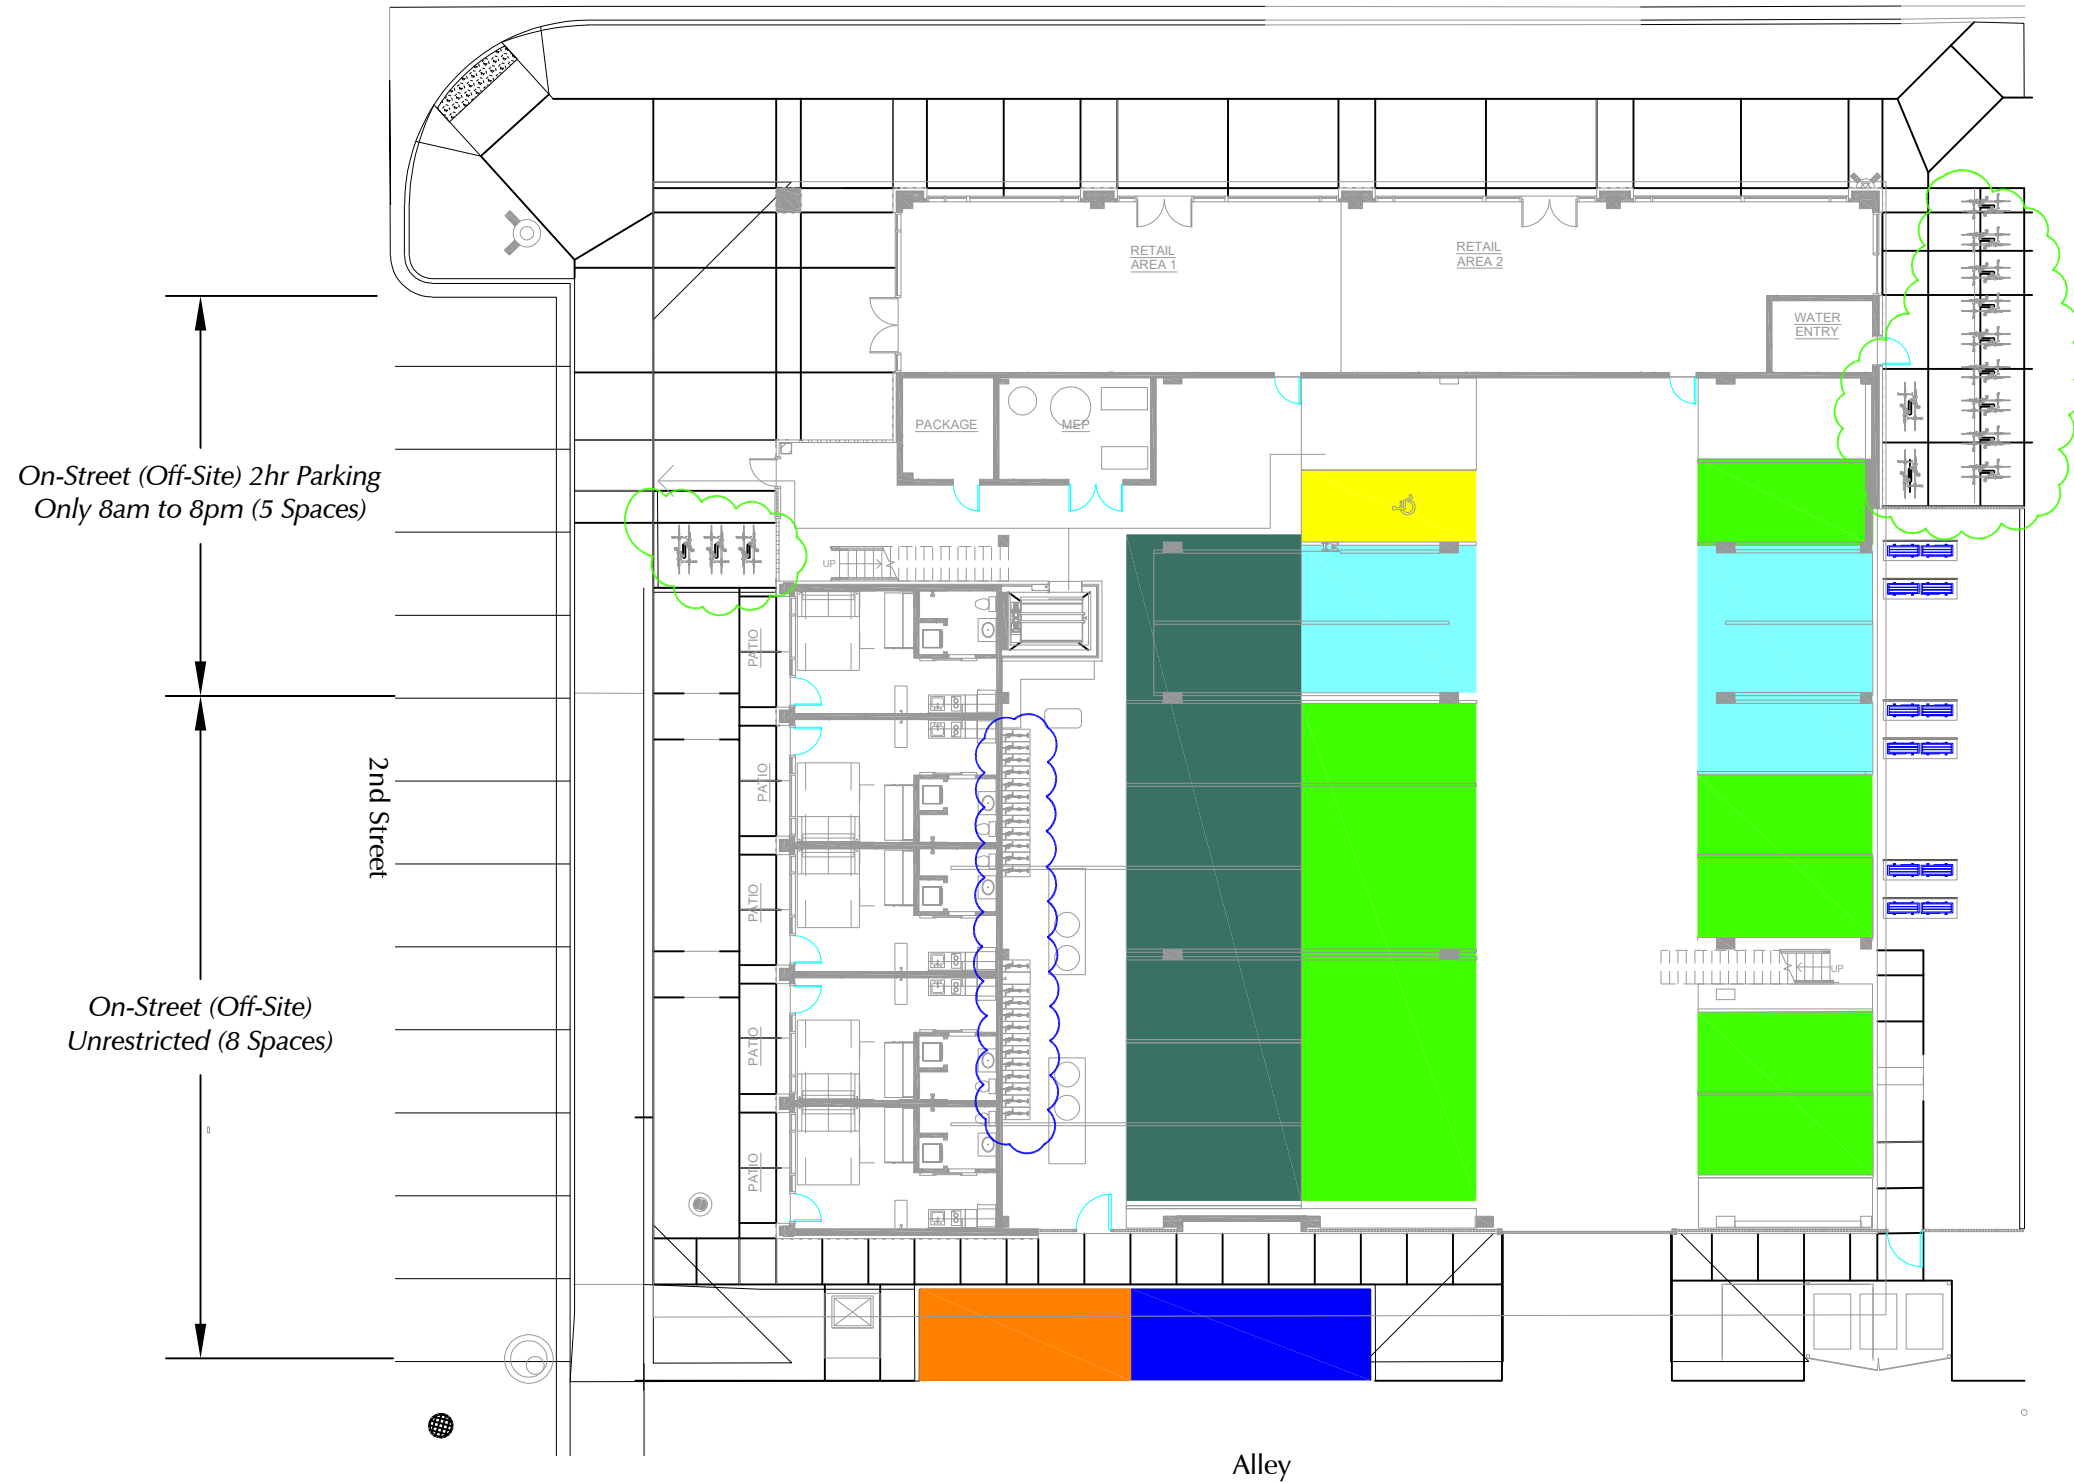 RETAIL
AREA 1
RETAIL
AREA 2
WATER
ENTRY
PACKAGE
MEP
On-Street (Off-Site) 2hr Parking
Only 8am to 8pm (5 Spaces)
UP
PATIO
PATIO
2nd Street
PATIO
UP
On-Street (Off-Site)
Unrestricted (8 Spaces)
PATIO
PATIO
Alley